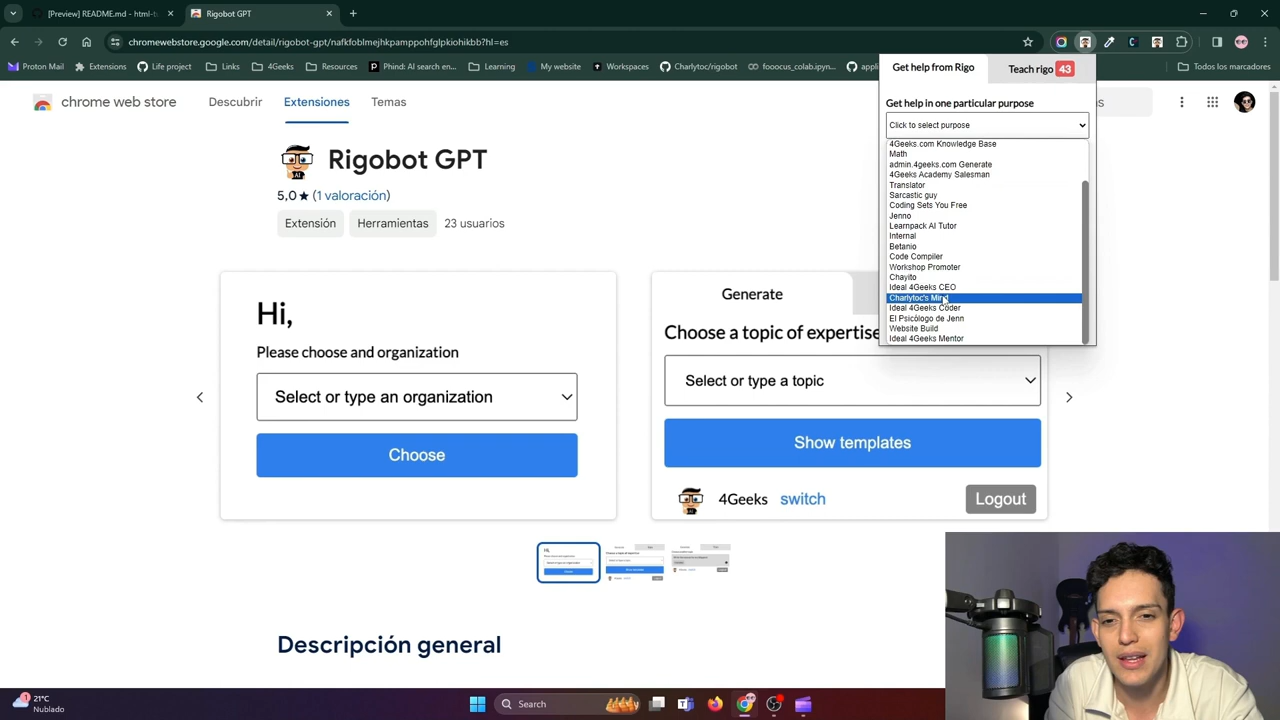 [Preview] README.md - html-t
Rigobot GPT
chromewebstore.google.com/detail/rigobot-gpt/nafkfoblmejhkpamppohfglpkiohikbb?hl=es
Proton Mail
Extensions
Life project
Links
4Geeks
Resources
Phind: AI search en...
LinkedIn
Learning
My website
Workspaces
Charlytoc/rigobot
fooocus_colab.ipyn...
Todos los marcadores
chrome web store
Descubrir
Extensiones
Temas
Get help from Rigo
Teach rigo 43
Get help in one particular purpose
Click to select purpose
4Geeks.com Knowledge Base
Math
admin.4geeks.com Generate
4Geeks Academy Salesman
Translator
Sarcastic guy
Coding Sets You Free
Jenno
Learnpack AI Tutor
Internal
Betanio
Code Compiler
Workshop Promoter
Chayito
Ideal 4Geeks CEO
Charlytoc's Mind
Ideal 4Geeks Coder
El Psicólogo de Jenn
Website Build
Ideal 4Geeks Mentor
Rigobot GPT
5,0 ★ (1 valoración)
Extensión
Herramientas
23 usuarios
Hi,
Please choose and organization
Select or type an organization
Choose
Generate
Choose a topic of expertise
Select or type a topic
Show templates
4Geeks
switch
Logout
Descripción general
1
21°C
Nublado
Search